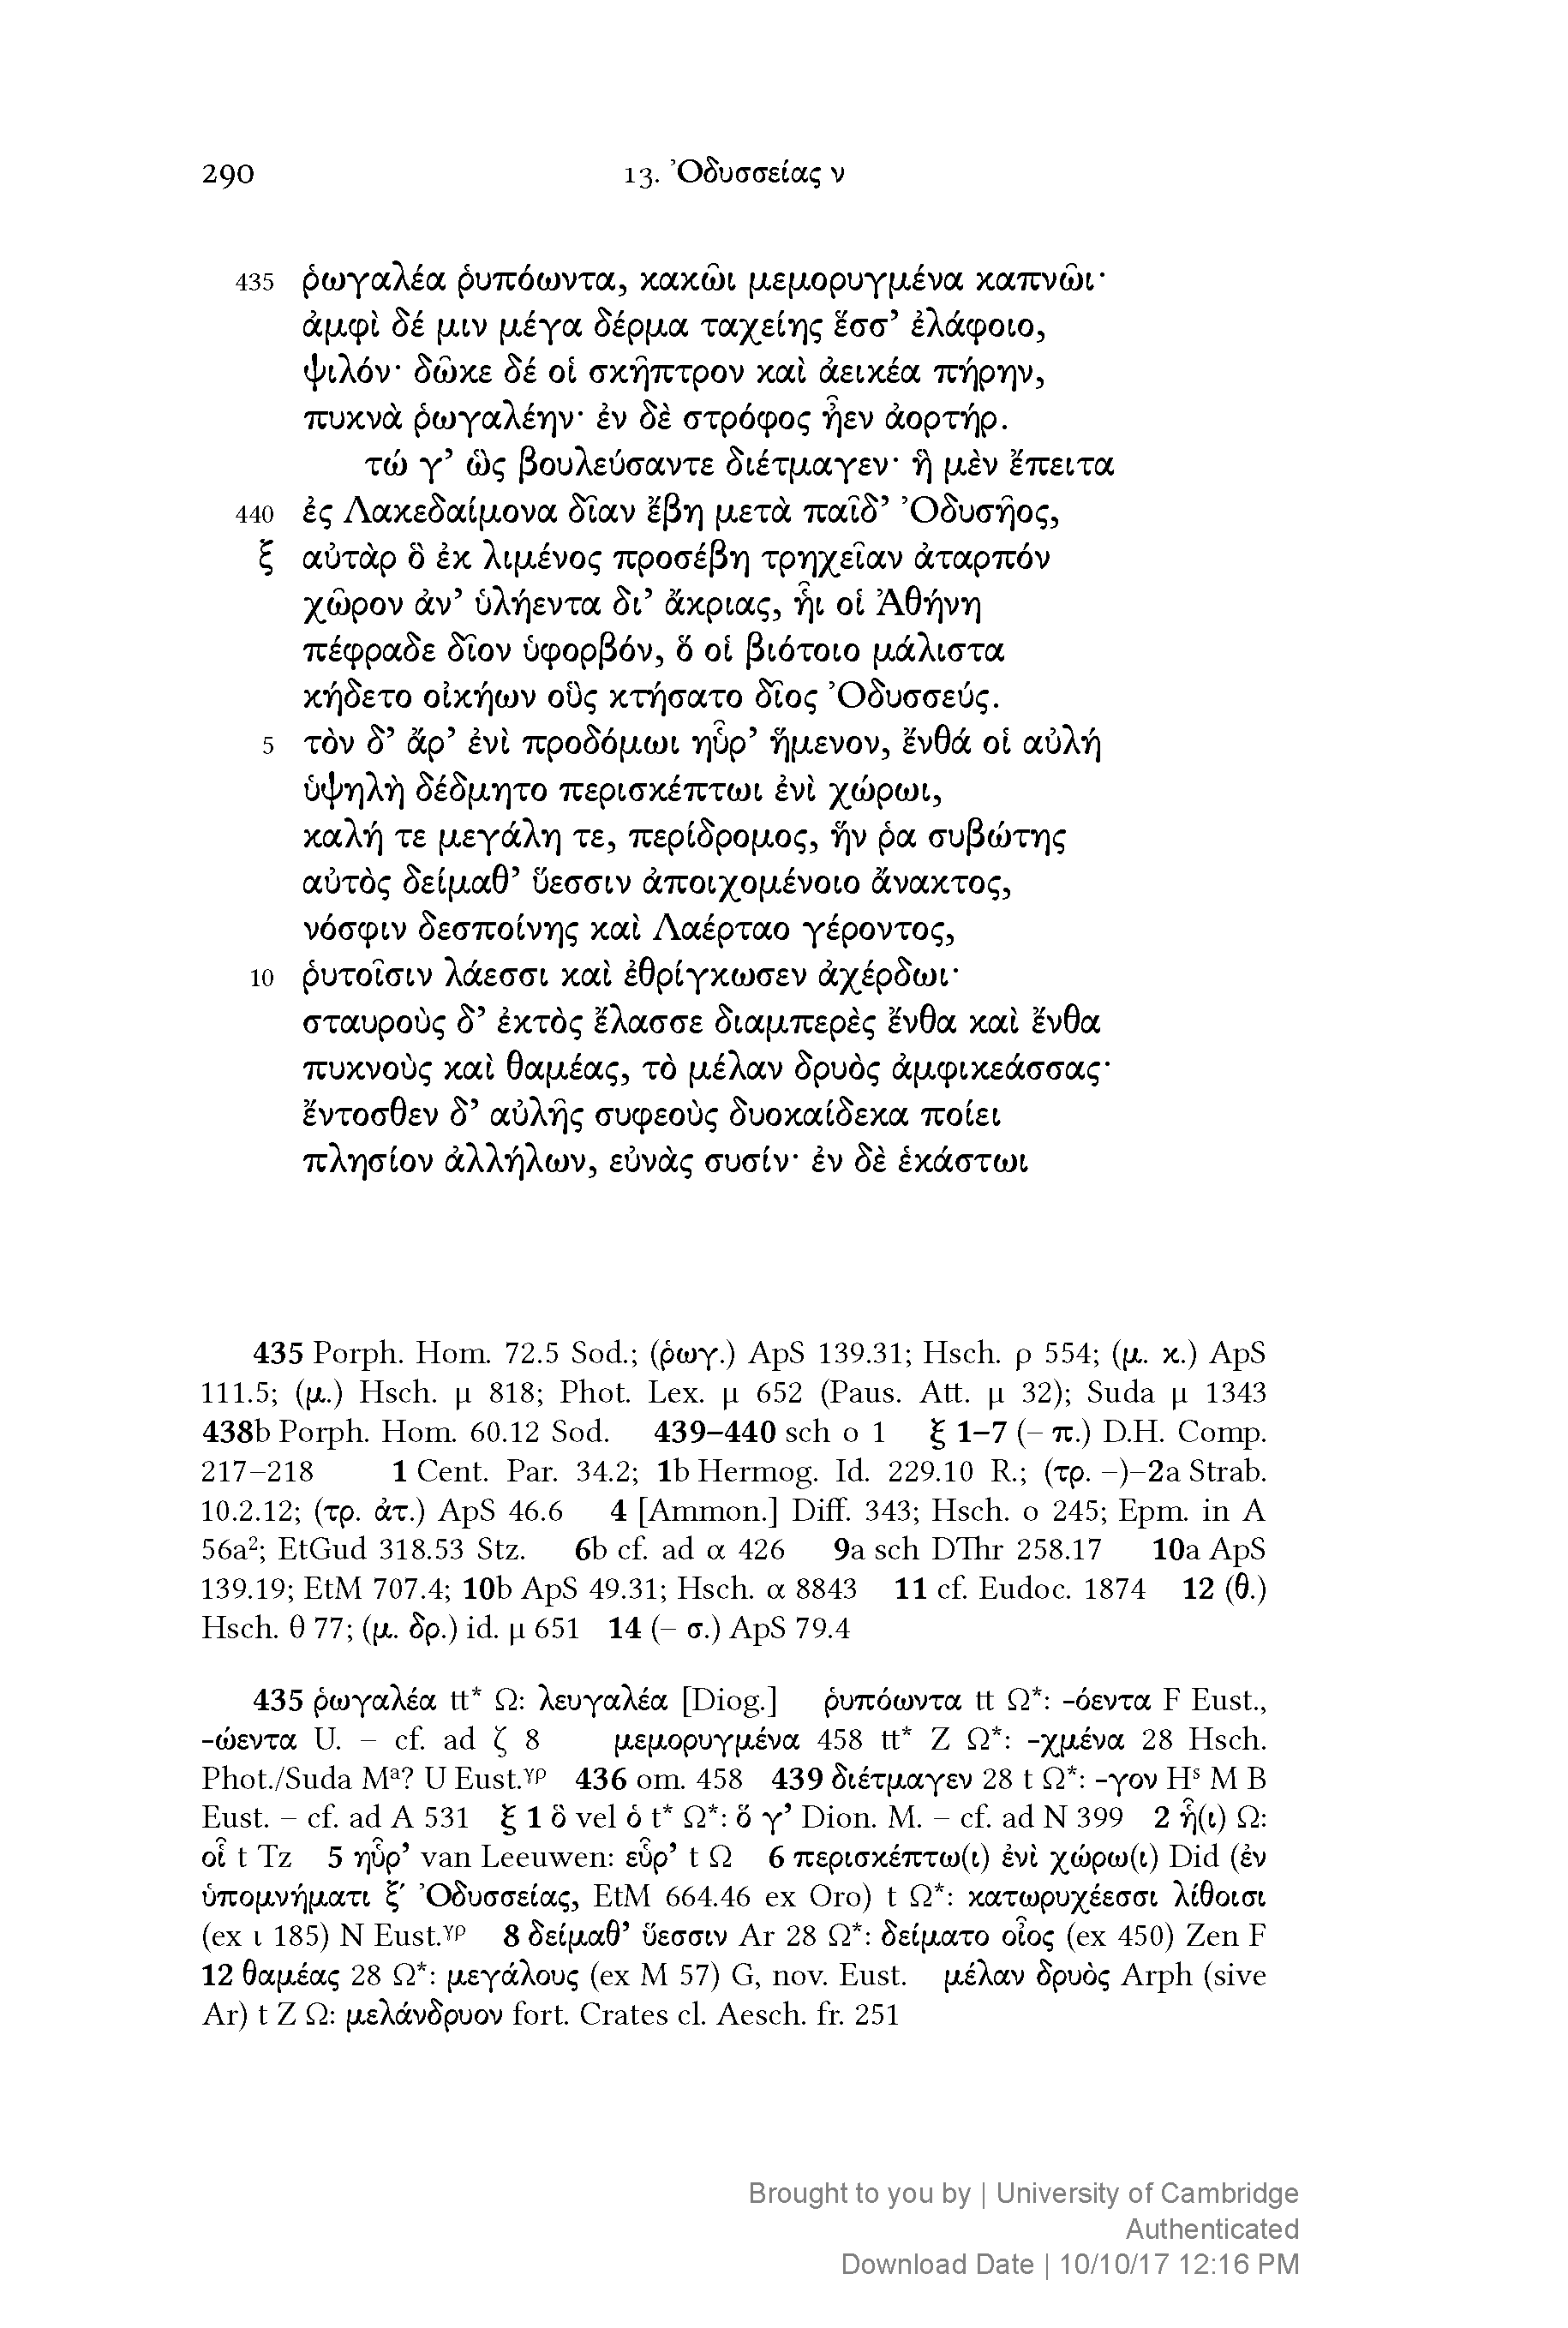 290 13. Ὀδυσσείας ν
435 ῥωγαλέα ῥυπόωντα, κακῶι μεμορυγμένα καπνῶι·
ἀμφὶ δέ μιν μέγα δέρμα ταχείης ἕσσ’ ἐλάφοιο,
ψιλόν· δῶκε δέ οἱ σκῆπτρον καὶ ἀεικέα πήρην,
πυκνὰ ῥωγαλέην· ἐν δὲ στρόφος ἦεν ἀορτήρ.
τώ γ’ ὣς βουλεύσαντε διέτμαγεν· ἣ μὲν ἔπειτα
440 ἐς Λακεδαίμονα δῖαν ἔβη μετὰ παῖδ’ Ὀδυσῆος,
ξ αὐτὰρ ὃ ἐκ λιμένος προσέβη τρηχεῖαν ἀταρπόν
χῶρον ἀν’ ὑλήεντα δι’ ἄκριας, ἧι οἱ Ἀθήνη
πέφραδε δῖον ὑφορβόν, ὅ οἱ βιότοιο μάλιστα
κήδετο οἰκήων οὓς κτήσατο δῖος Ὀδυσσεύς.
5 τὸν δ’ ἄρ’ ἐνὶ προδόμωι ηὗρ’ ἥμενον, ἔνθά οἱ αὐλή
ὑψηλὴ δέδμητο περισκέπτωι ἐνὶ χώρωι,
καλή τε μεγάλη τε, περίδρομος, ἥν ῥα συβώτης
αὐτὸς δείμαθ’ ὕεσσιν ἀποιχομένοιο ἄνακτος,
νόσφιν δεσποίνης καὶ Λαέρταο γέροντος,
10 ῥυτοῖσιν λάεσσι καὶ ἐθρίγκωσεν ἀχέρδωι·
σταυροὺς δ’ ἐκτὸς ἔλασσε διαμπερὲς ἔνθα καὶ ἔνθα
πυκνοὺς καὶ θαμέας, τὸ μέλαν δρυὸς ἀμφικεάσσας·
ἔντοσθεν δ’ αὐλῆς συφεοὺς δυοκαίδεκα ποίει
πλησίον ἀλλήλων, εὐνὰς συσίν· ἐν δὲ ἑκάστωι
435 Porph. Hom. 72.5 Sod.; (ῥωγ.) ApS 139.31; Hsch. ρ 554; (μ. κ.) ApS
111.5; (μ.) Hsch. μ 818; Phot. Lex. μ 652 (Paus. Att. μ 32); Suda μ 1343
438b Porph. Hom. 60.12 Sod. 439–440 sch ο 1 ξ 1–7 (– π.) D.H. Comp.
217–218 1 Cent. Par. 34.2; 1b Hermog. Id. 229.10 R.; (τρ. –)–2a Strab.
10.2.12; (τρ. ἀτ.) ApS 46.6 4 [Ammon.] Diff. 343; Hsch. ο 245; Epm. in A
56a²; EtGud 318.53 Stz. 6b cf. ad α 426 9a sch DThr 258.17 10a ApS
139.19; EtM 707.4; 10b ApS 49.31; Hsch. α 8843 11 cf. Eudoc. 1874 12 (θ.)
Hsch. θ 77; (μ. δρ.) id. μ 651 14 (– σ.) ApS 79.4
435 ῥωγαλέα tt* Ω: λευγαλέα [Diog.] ῥυπόωντα tt Ω*: -όεντα F Eust.,
-ώεντα U. – cf. ad ζ 8 μεμορυγμένα 458 tt* Z Ω*: -χμένα 28 Hsch.
Phot./Suda Mᵃ? U Eust.ᵞᵖ 436 om. 458 439 διέτμαγεν 28 t Ω*: -γον Hˢ M B
Eust. – cf. ad A 531 ξ 1 ὃ vel ὁ t* Ω*: ὅ γ’ Dion. M. – cf. ad N 399 2 ἧ(ι) Ω:
οἷ t Tz 5 ηὗρ’ van Leeuwen: εὗρ’ t Ω 6 περισκέπτω(ι) ἐνὶ χώρω(ι) Did (ἐν
ὑπομνήματι ξ′ Ὀδυσσείας, EtM 664.46 ex Oro) t Ω*: κατωρυχέεσσι λίθοισι
(ex ι 185) N Eust.ᵞᵖ 8 δείμαθ’ ὕεσσιν Ar 28 Ω*: δείματο οἶος (ex 450) Zen F
12 θαμέας 28 Ω*: μεγάλους (ex M 57) G, nov. Eust. μέλαν δρυὸς Arph (sive
Ar) t Z Ω: μελάνδρυον fort. Crates cl. Aesch. fr. 251
Brought to you by | University of Cambridge
Authenticated
Download Date | 10/10/17 12:16 PM